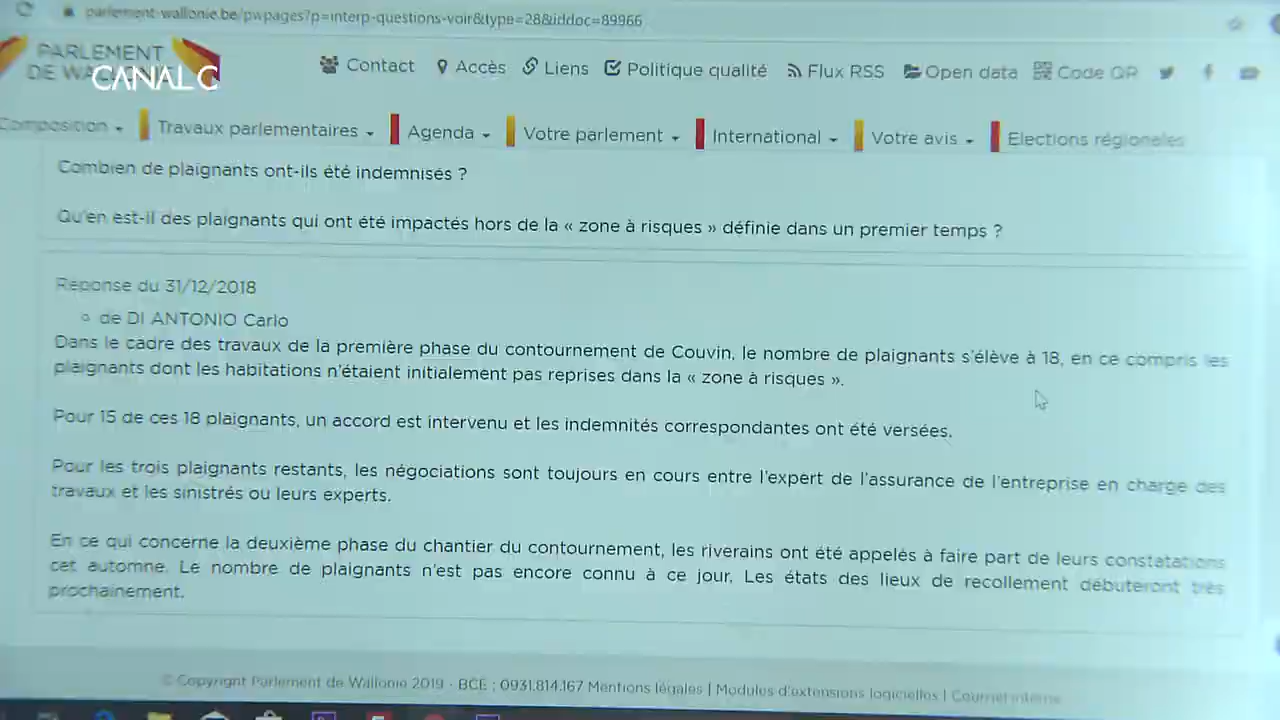 parlement-wallonie.be/pwpages?p=interp-questions-voir&type=28&iddoc=89966
PARLEMENT
DE
CANAL C
Contact Accès Liens Politique qualité Flux RSS Open data Code QR
Composition Travaux parlementaires Agenda Votre parlement International Votre avis Elections régionales
Combien de plaignants ont-ils été indemnisés ?
Qu'en est-il des plaignants qui ont été impactés hors de la « zone à risques » définie dans un premier temps ?
Réponse du 31/12/2018
de DI ANTONIO Carlo
Dans le cadre des travaux de la première phase du contournement de Couvin, le nombre de plaignants s'élève à 18, en ce compris les
plaignants dont les habitations n'étaient initialement pas reprises dans la « zone à risques ».
Pour 15 de ces 18 plaignants, un accord est intervenu et les indemnités correspondantes ont été versées.
Pour les trois plaignants restants, les négociations sont toujours en cours entre l'expert de l'assurance de l'entreprise en charge des
travaux et les sinistrés ou leurs experts.
En ce qui concerne la deuxième phase du chantier du contournement, les riverains ont été appelés à faire part de leurs constatations
cet automne. Le nombre de plaignants n'est pas encore connu à ce jour. Les états des lieux de recollement débuteront très
prochainement.
© Copyright Parlement de Wallonie 2019 - BCE : 0931.814.167 Mentions légales | Modules d'extensions logicielles | Courriel interne